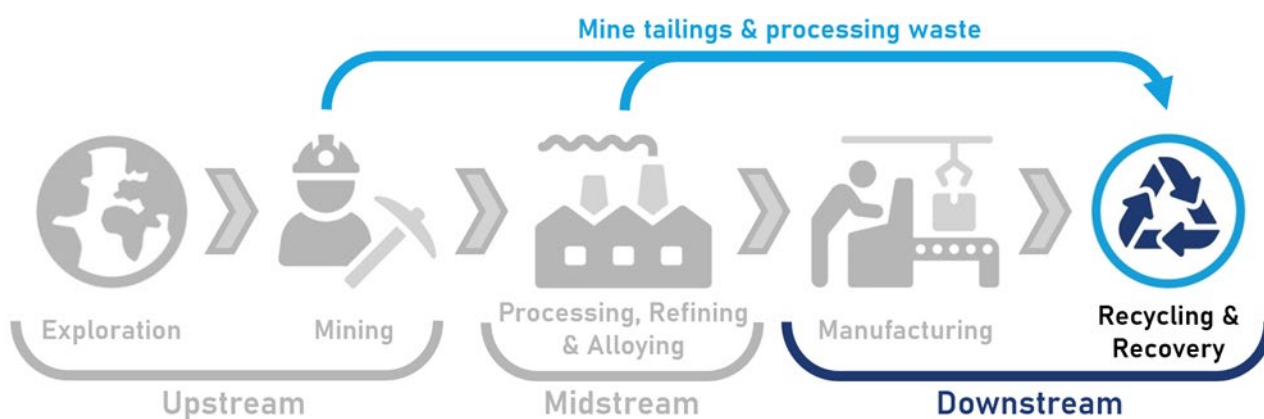 Mine tailings & processing waste
Exploration
Mining
Processing, Refining
& Alloying
Manufacturing
Recycling &
Recovery
Upstream
Midstream
Downstream